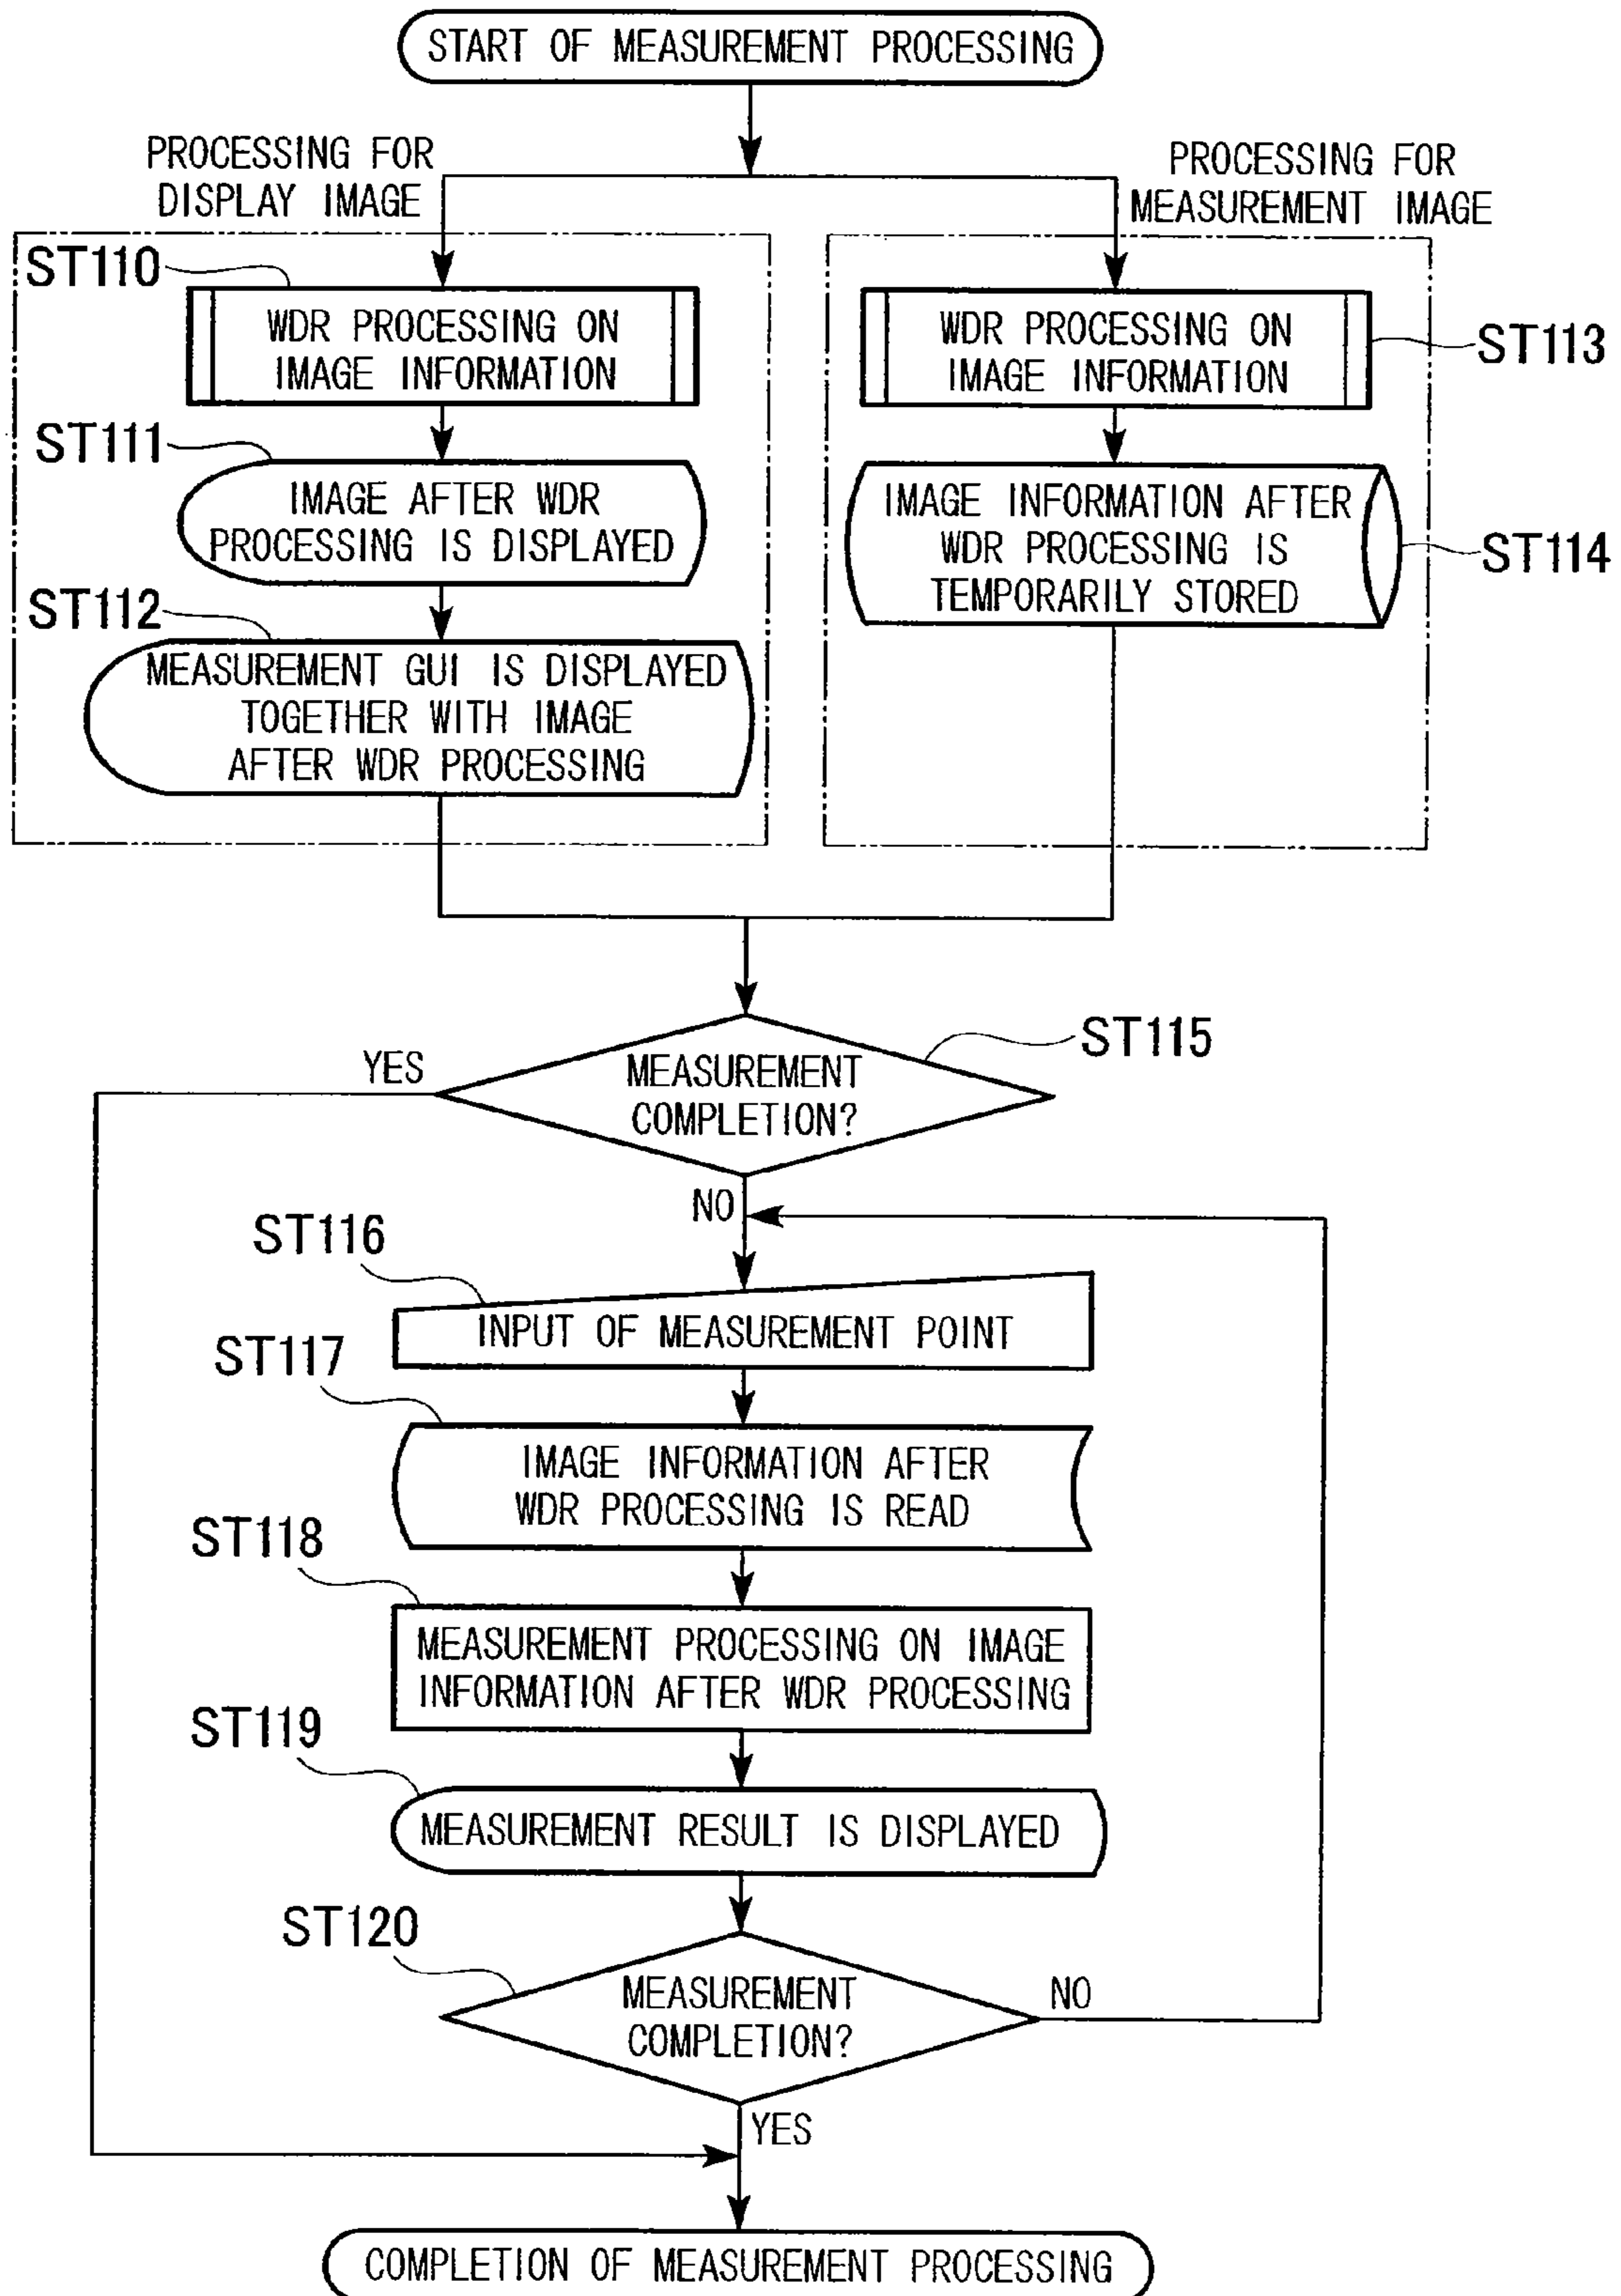 START OF MEASUREMENT PROCESSING
PROCESSING FOR
DISPLAY IMAGE
PROCESSING FOR
MEASUREMENT IMAGE
ST110
WDR PROCESSING ON
IMAGE INFORMATION
ST111
IMAGE AFTER WDR
PROCESSING IS DISPLAYED
ST112
MEASUREMENT GUI IS DISPLAYED
TOGETHER WITH IMAGE
AFTER WDR PROCESSING
WDR PROCESSING ON
IMAGE INFORMATION
ST113
IMAGE INFORMATION AFTER
WDR PROCESSING IS
TEMPORARILY STORED
ST114
ST115
YES
MEASUREMENT
COMPLETION?
NO
ST116
INPUT OF MEASUREMENT POINT
ST117
IMAGE INFORMATION AFTER
WDR PROCESSING IS READ
ST118
MEASUREMENT PROCESSING ON IMAGE
INFORMATION AFTER WDR PROCESSING
ST119
MEASUREMENT RESULT IS DISPLAYED
ST120
MEASUREMENT
COMPLETION?
NO
YES
COMPLETION OF MEASUREMENT PROCESSING